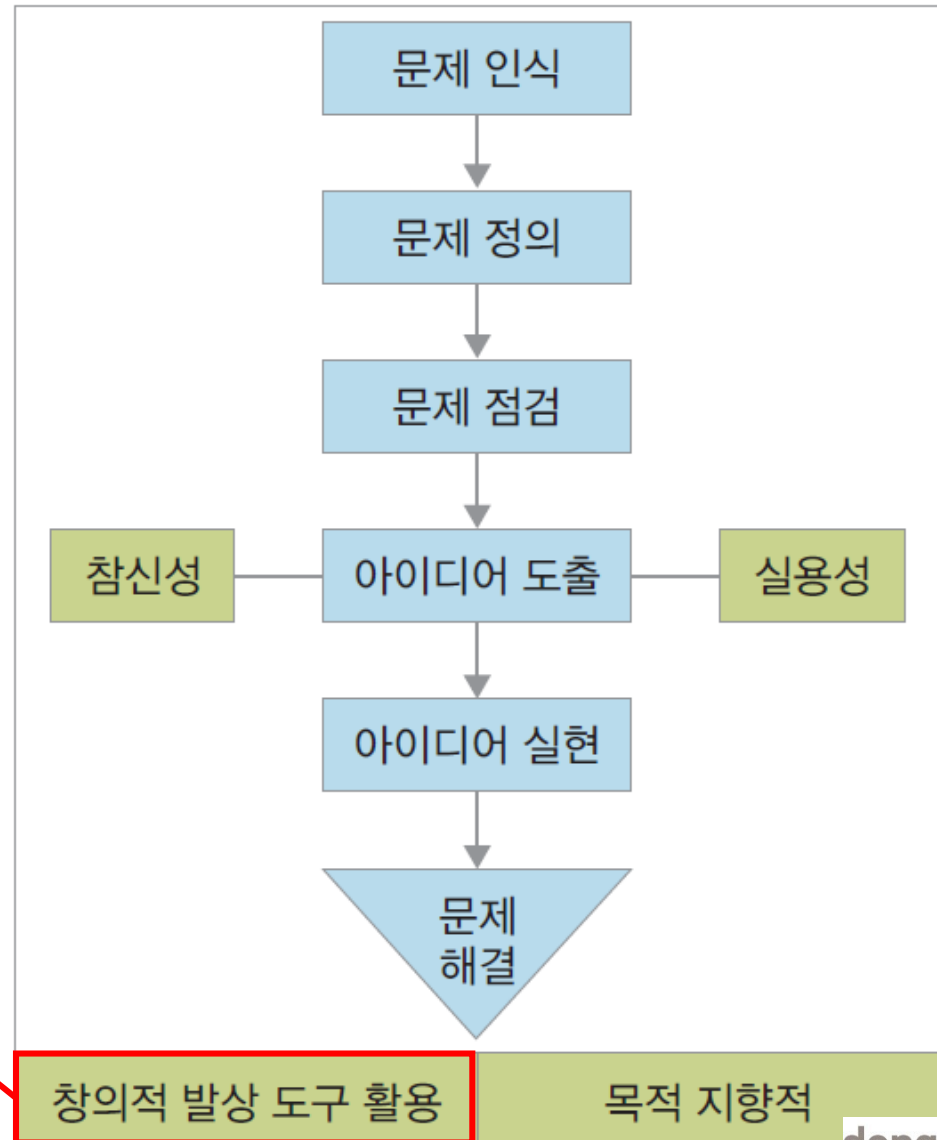 문제 인식
문제 정의
문제 점검
참신성 아이디어 도출 실용성
아이디어 실현
문제
해결
창의적 발상 도구 활용 목적 지향적